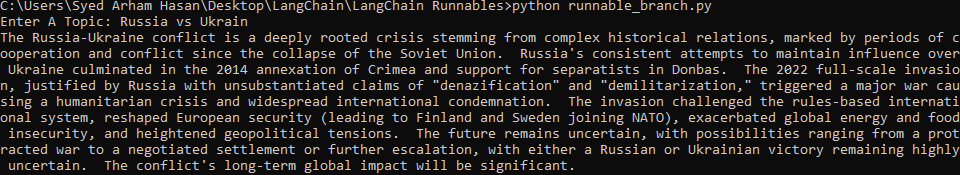 C:\Users\Syed Arham Hasan\Desktop\LangChain\LangChain Runnables>python runnable_branch.py
Enter A Topic: Russia vs Ukrain
The Russia-Ukraine conflict is a deeply rooted crisis stemming from complex historical relations, marked by periods of c
ooperation and conflict since the collapse of the Soviet Union.  Russia's consistent attempts to maintain influence over
 Ukraine culminated in the 2014 annexation of Crimea and support for separatists in Donbas.  The 2022 full-scale invasio
n, justified by Russia with unsubstantiated claims of "denazification" and "demilitarization," triggered a major war cau
sing a humanitarian crisis and widespread international condemnation.  The invasion challenged the rules-based internati
onal system, reshaped European security (leading to Finland and Sweden joining NATO), exacerbated global energy and food
 insecurity, and heightened geopolitical tensions.  The future remains uncertain, with possibilities ranging from a prot
racted war to a negotiated settlement or further escalation, with either a Russian or Ukrainian victory remaining highly
 uncertain.  The conflict's long-term global impact will be significant.